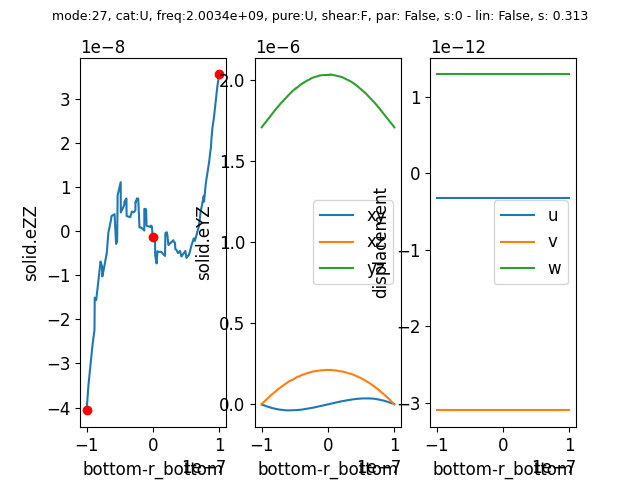 mode:27, cat:U, freq:2.0034e+09, pure:U, shear:F, par: False, s:0 - lin: False, s: 0.313
1e−8
3
2
1
0
−1
−2
−3
−4
solid.eZZ
−1
0
1
1e−7
bottom-r_bottom
1e−6
2.0
1.5
1.0
0.5
0.0
solid.eYZ
xy
xz
yz
−1
0
1
1e−7
bottom-r_bottom
1e−12
1
0
−1
−2
−3
displacement
u
v
w
−1
0
1
1e−7
bottom-r_bottom